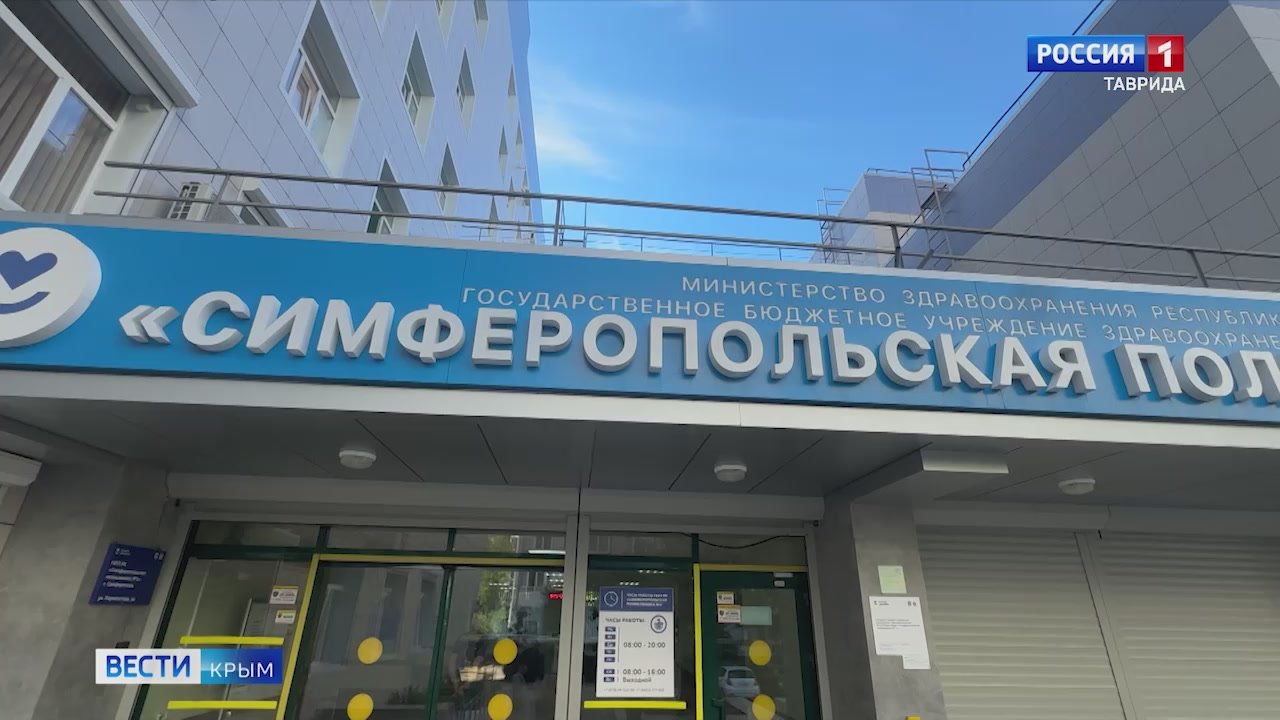 РОССИЯ 1
ТАВРИДА
МИНИСТЕРСТВО ЗДРАВООХРАНЕНИЯ РЕСПУБЛИК
ГОСУДАРСТВЕННОЕ БЮДЖЕТНОЕ УЧРЕЖДЕНИЕ ЗДРАВООХРАНЕ
«СИМФЕРОПОЛЬСКАЯ ПОЛ
ЧАСЫ РАБОТЫ
08:00 - 20:00
08:00 - 16:00
Выходной
ВЕСТИ КРЫМ